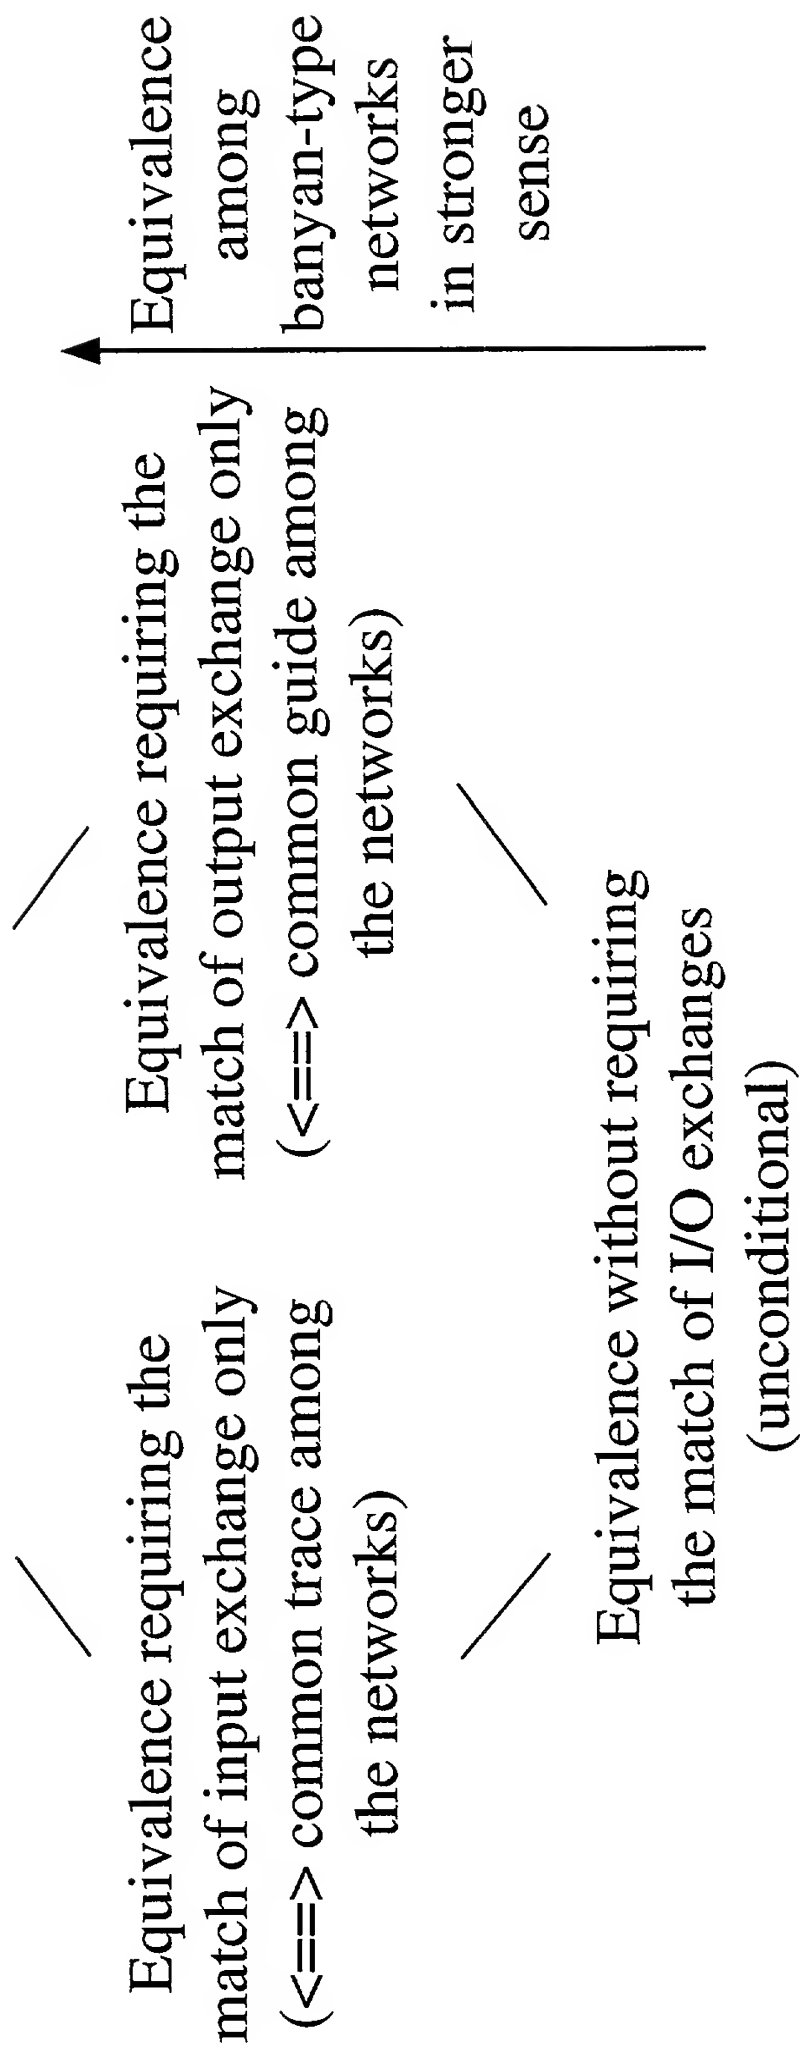 Equivalence requiring the
match of input exchange only
(<==> common trace among
the networks)
Equivalence requiring the
match of output exchange only
(<==> common guide among
the networks)
Equivalence
among
banyan-type
networks
in stronger
sense
Equivalence without requiring
the match of I/O exchanges
(unconditional)